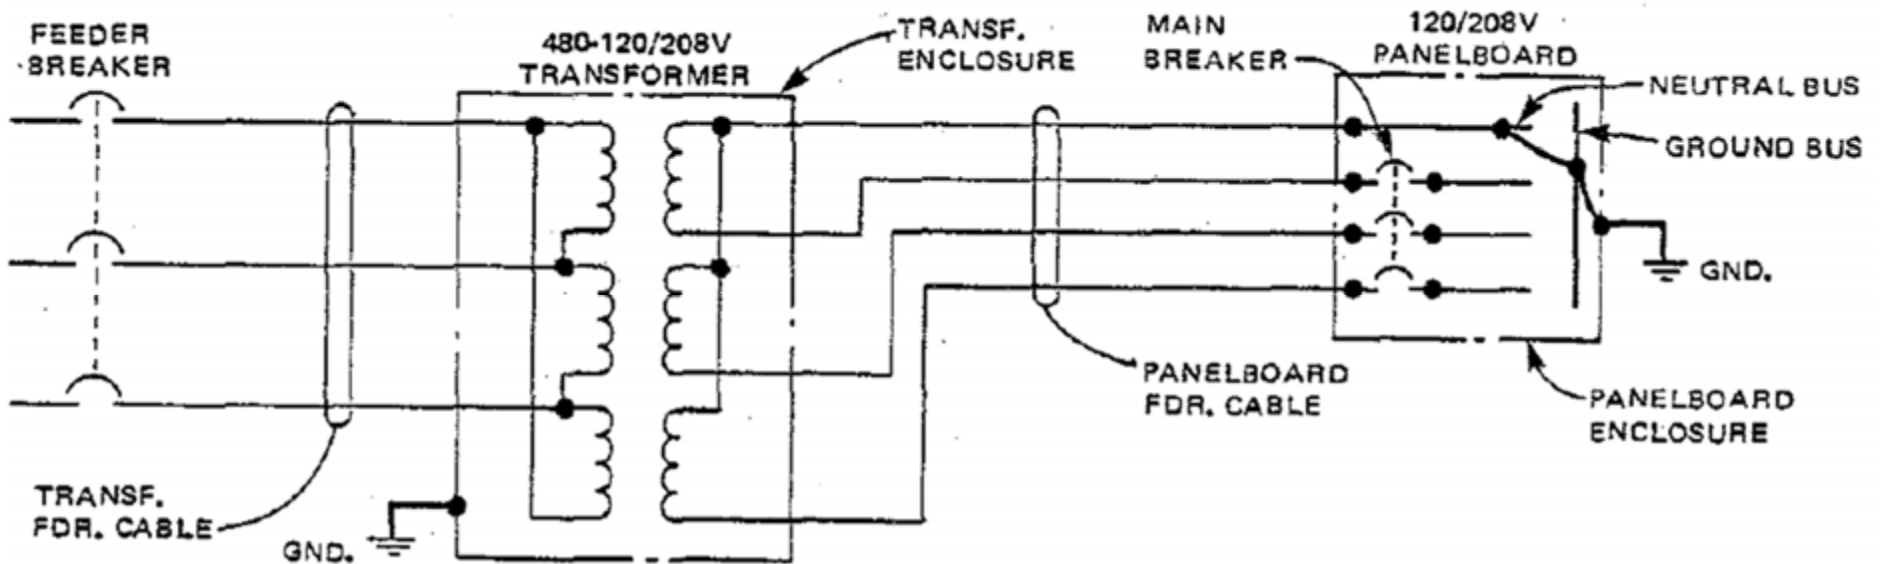 FEEDER
BREAKER
480-120/208V
TRANSFORMER
TRANSF.
ENCLOSURE
MAIN
BREAKER
120/208V
PANELBOARD
NEUTRAL BUS
GROUND BUS
GND.
PANELBOARD
FDR. CABLE
PANELBOARD
ENCLOSURE
TRANSF.
FDR. CABLE
GND.